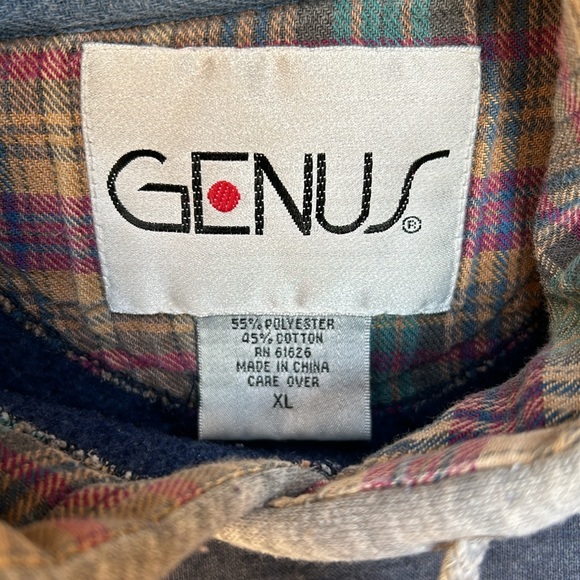 GENUS®
55% POLYESTER
45% COTTON
RN 61626
MADE IN CHINA
CARE OVER
XL